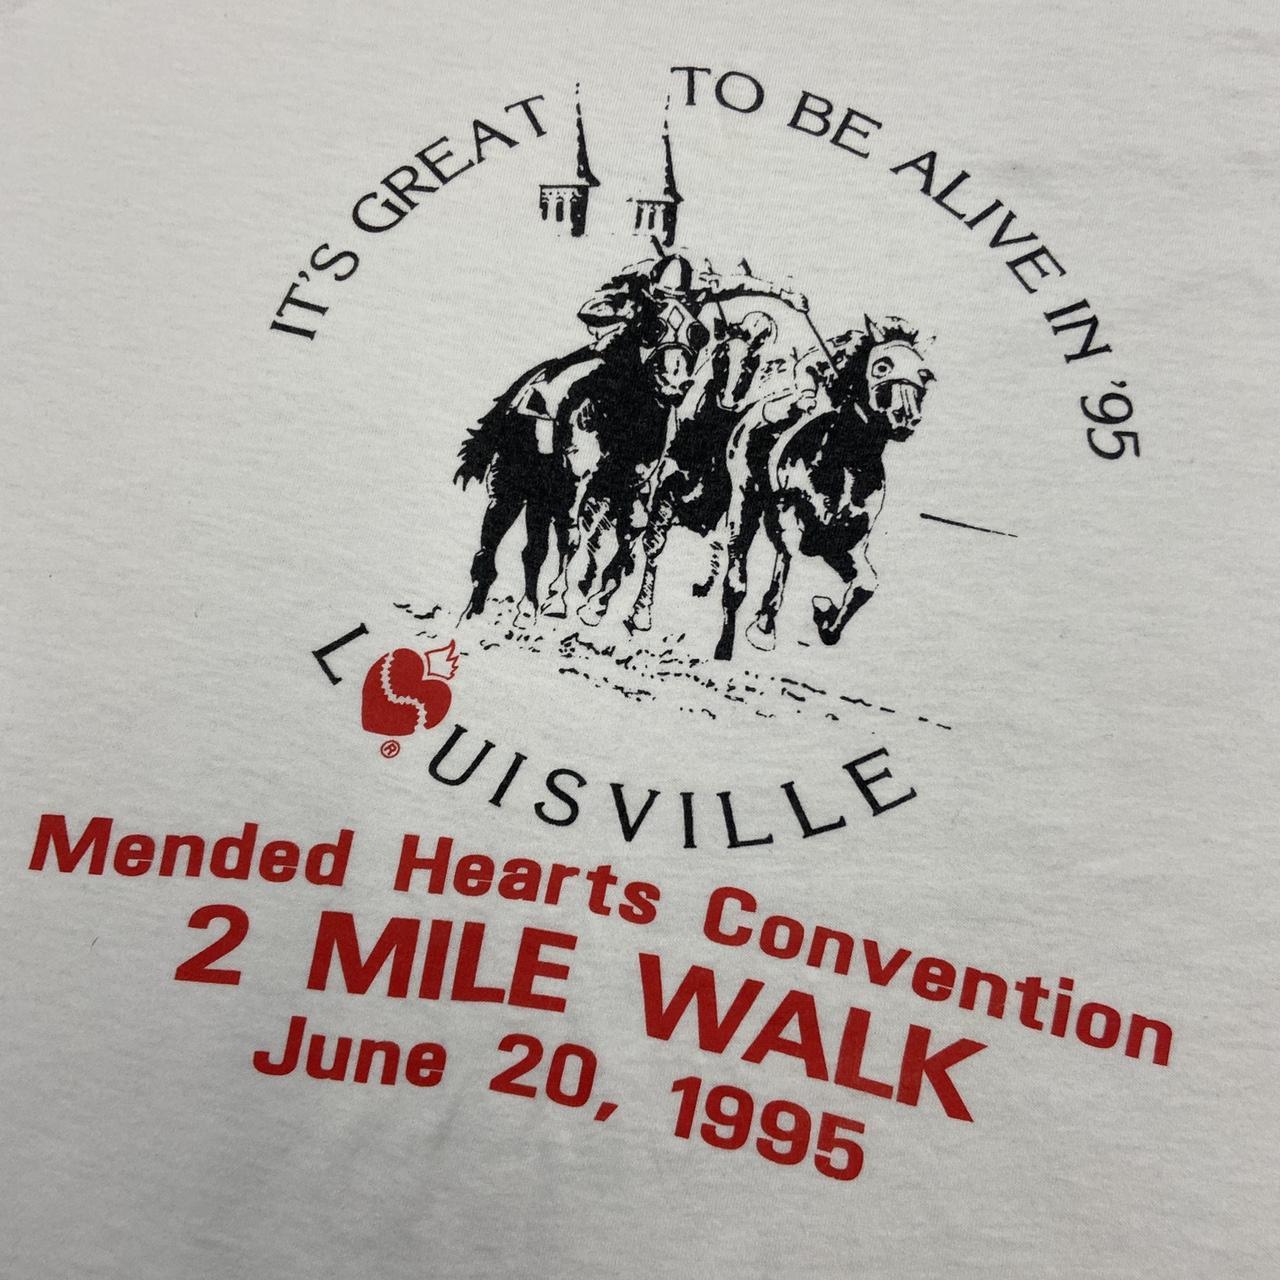 IT'S GREAT TO BE ALIVE IN '95
LOUISVILLE
®
Mended Hearts Convention
2 MILE WALK
June 20, 1995